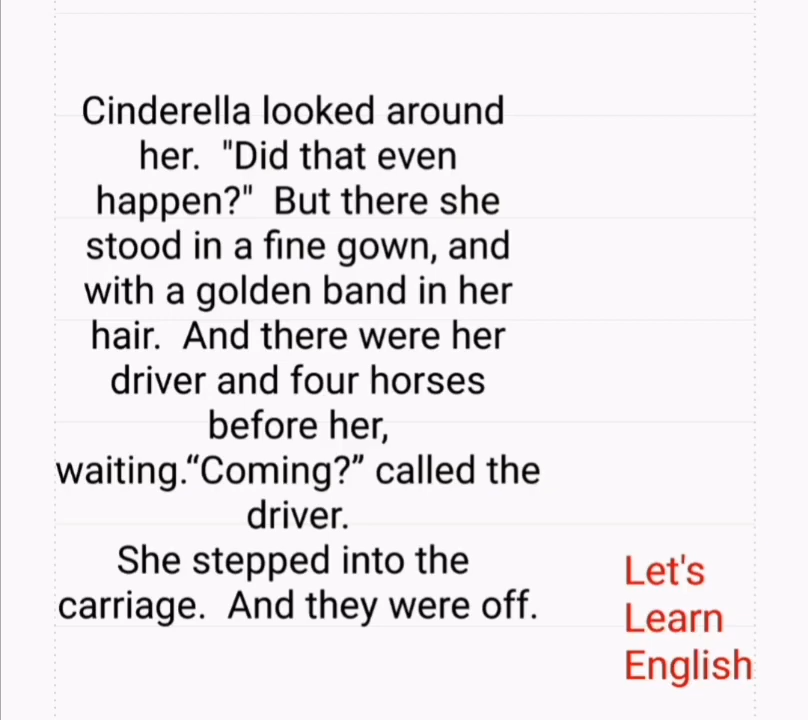 Cinderella looked around
her.  "Did that even
happen?"  But there she
stood in a fine gown, and
with a golden band in her
hair.  And there were her
driver and four horses
before her,
waiting.“Coming?” called the
driver.
She stepped into the
carriage.  And they were off.
Let's
Learn
English